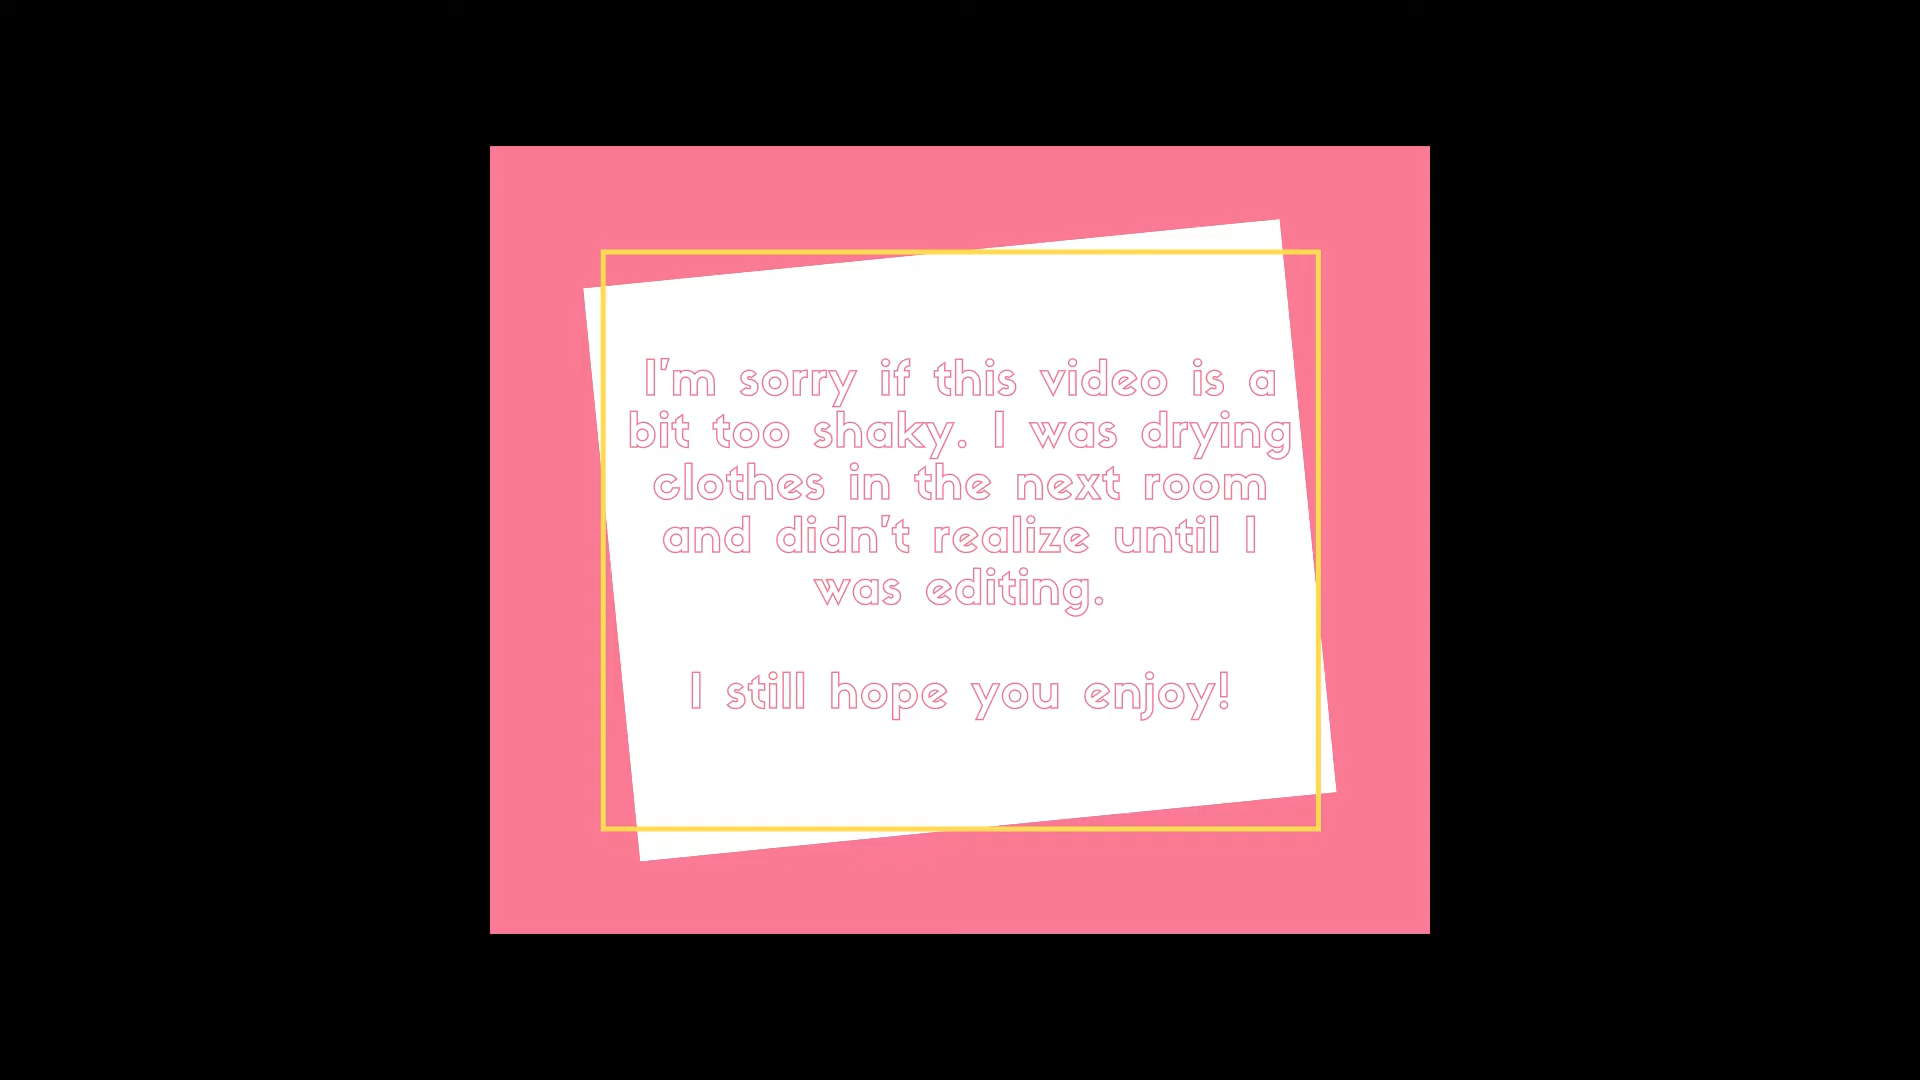 I'm sorry if this video is a
bit too shaky. I was drying
clothes in the next room
and didn't realize until I
was editing.
I still hope you enjoy!